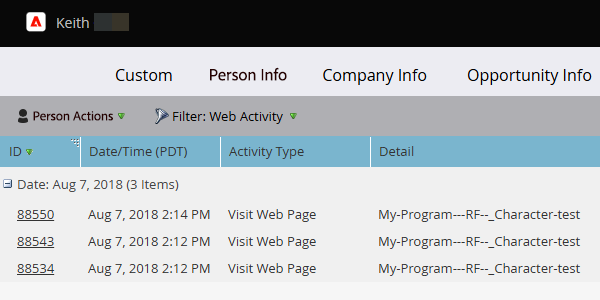 Keith
Custom Person Info Company Info Opportunity Info
Person Actions Filter: Web Activity
ID Date/Time (PDT) Activity Type Detail
Date: Aug 7, 2018 (3 Items)
88550 Aug 7, 2018 2:14 PM Visit Web Page My-Program---RF--_Character-test
88543 Aug 7, 2018 2:12 PM Visit Web Page My-Program---RF--_Character-test
88534 Aug 7, 2018 2:12 PM Visit Web Page My-Program---RF--_Character-test